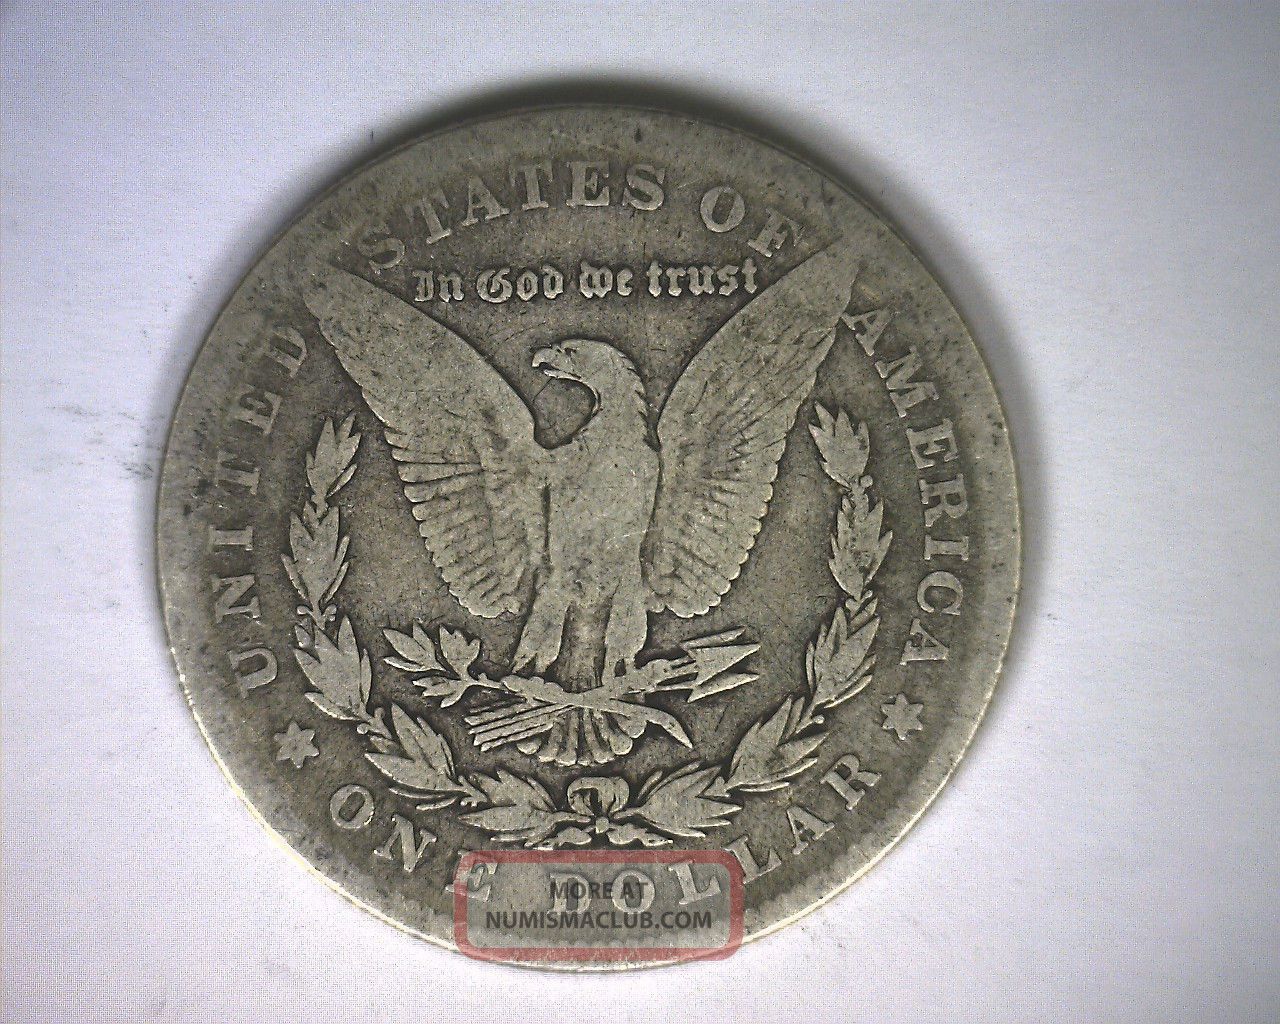 UNITED STATES OF AMERICA
In God we trust
ONE DOLLAR
MORE AT
NUMISMACLUB.COM